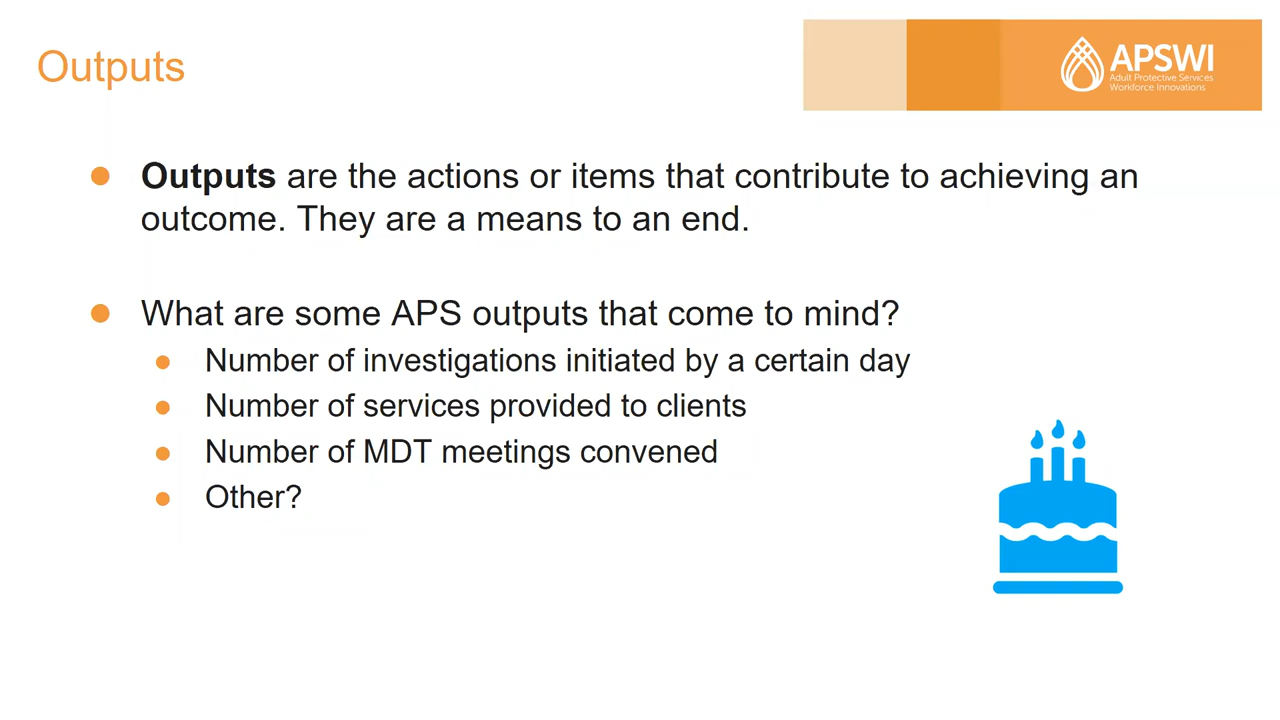 Outputs
APSWI
Adult Protective Services
Workforce Innovations
Outputs are the actions or items that contribute to achieving an
outcome. They are a means to an end.
What are some APS outputs that come to mind?
Number of investigations initiated by a certain day
Number of services provided to clients
Number of MDT meetings convened
Other?